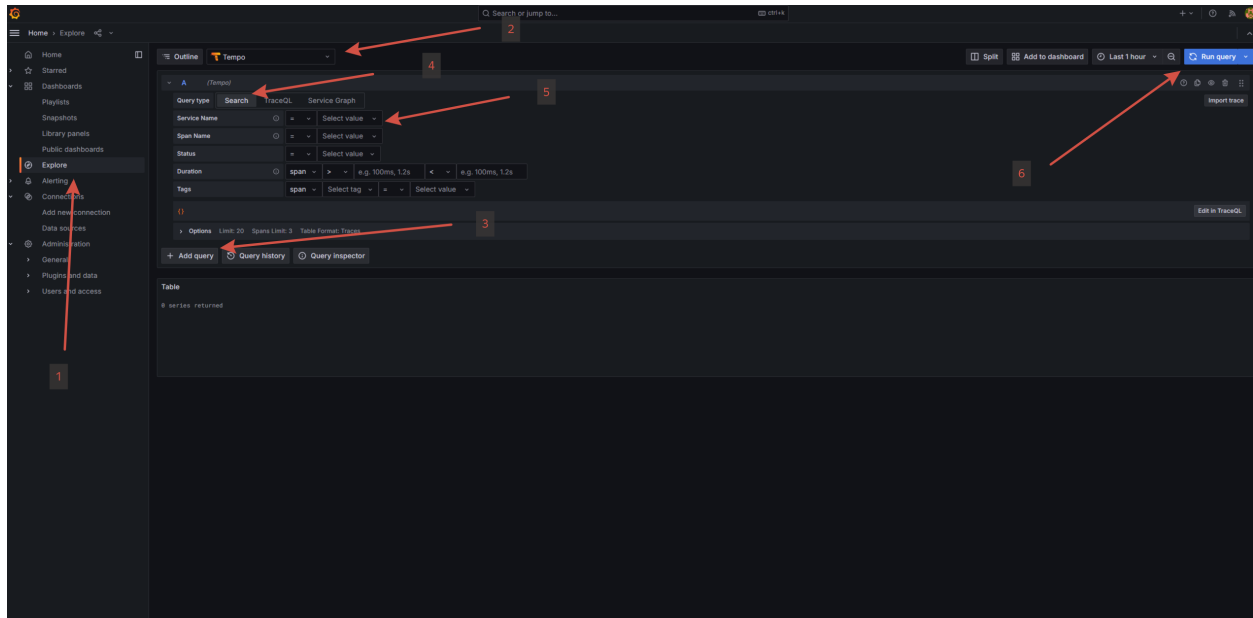 Search or jump to...
ctrl+k
Home › Explore
2
Home
Outline
Tempo
Split
Add to dashboard
Last 1 hour
Run query
Starred
4
Dashboards
A (Tempo)
5
Playlists
Query type
Search
TraceQL
Service Graph
Import trace
Snapshots
Service Name
=
Select value
Library panels
Span Name
=
Select value
Public dashboards
Status
=
Select value
Explore
Duration
span
>
e.g. 100ms, 1.2s
<
e.g. 100ms, 1.2s
6
Alerting
Tags
span
Select tag
=
Select value
Connections
Add new connection
{}
Edit in TraceQL
Data sources
Options Limit: 20 Spans Limit: 3 Table Format: Traces
3
Administration
General
+ Add query
Query history
Query inspector
Plugins and data
Users and access
Table
0 series returned
1